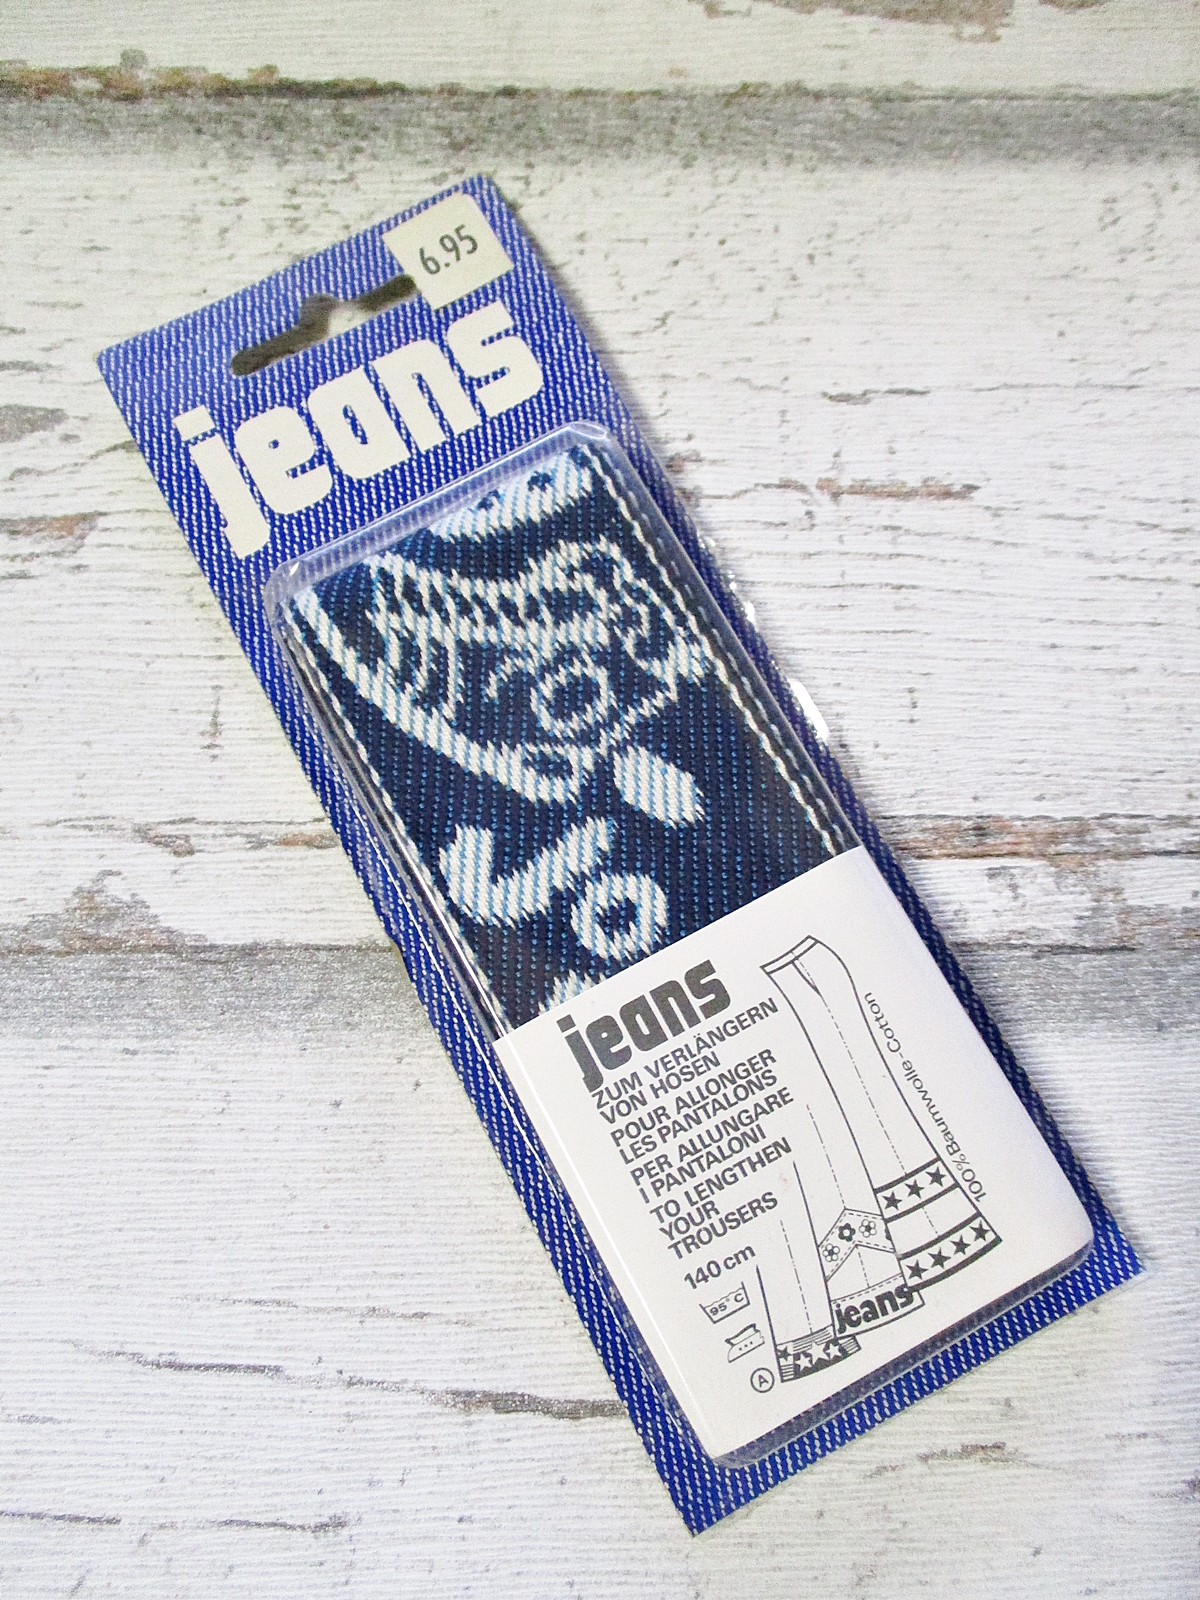 6.95
jeans
jeans
ZUM VERLÄNGERN
VON HOSEN
POUR ALLONGER
LES PANTALONS
PER ALLUNGARE
I PANTALONI
TO LENGTHEN
YOUR
TROUSERS
140 cm
95°C
A
100% Baumwolle-Cotton
jeans